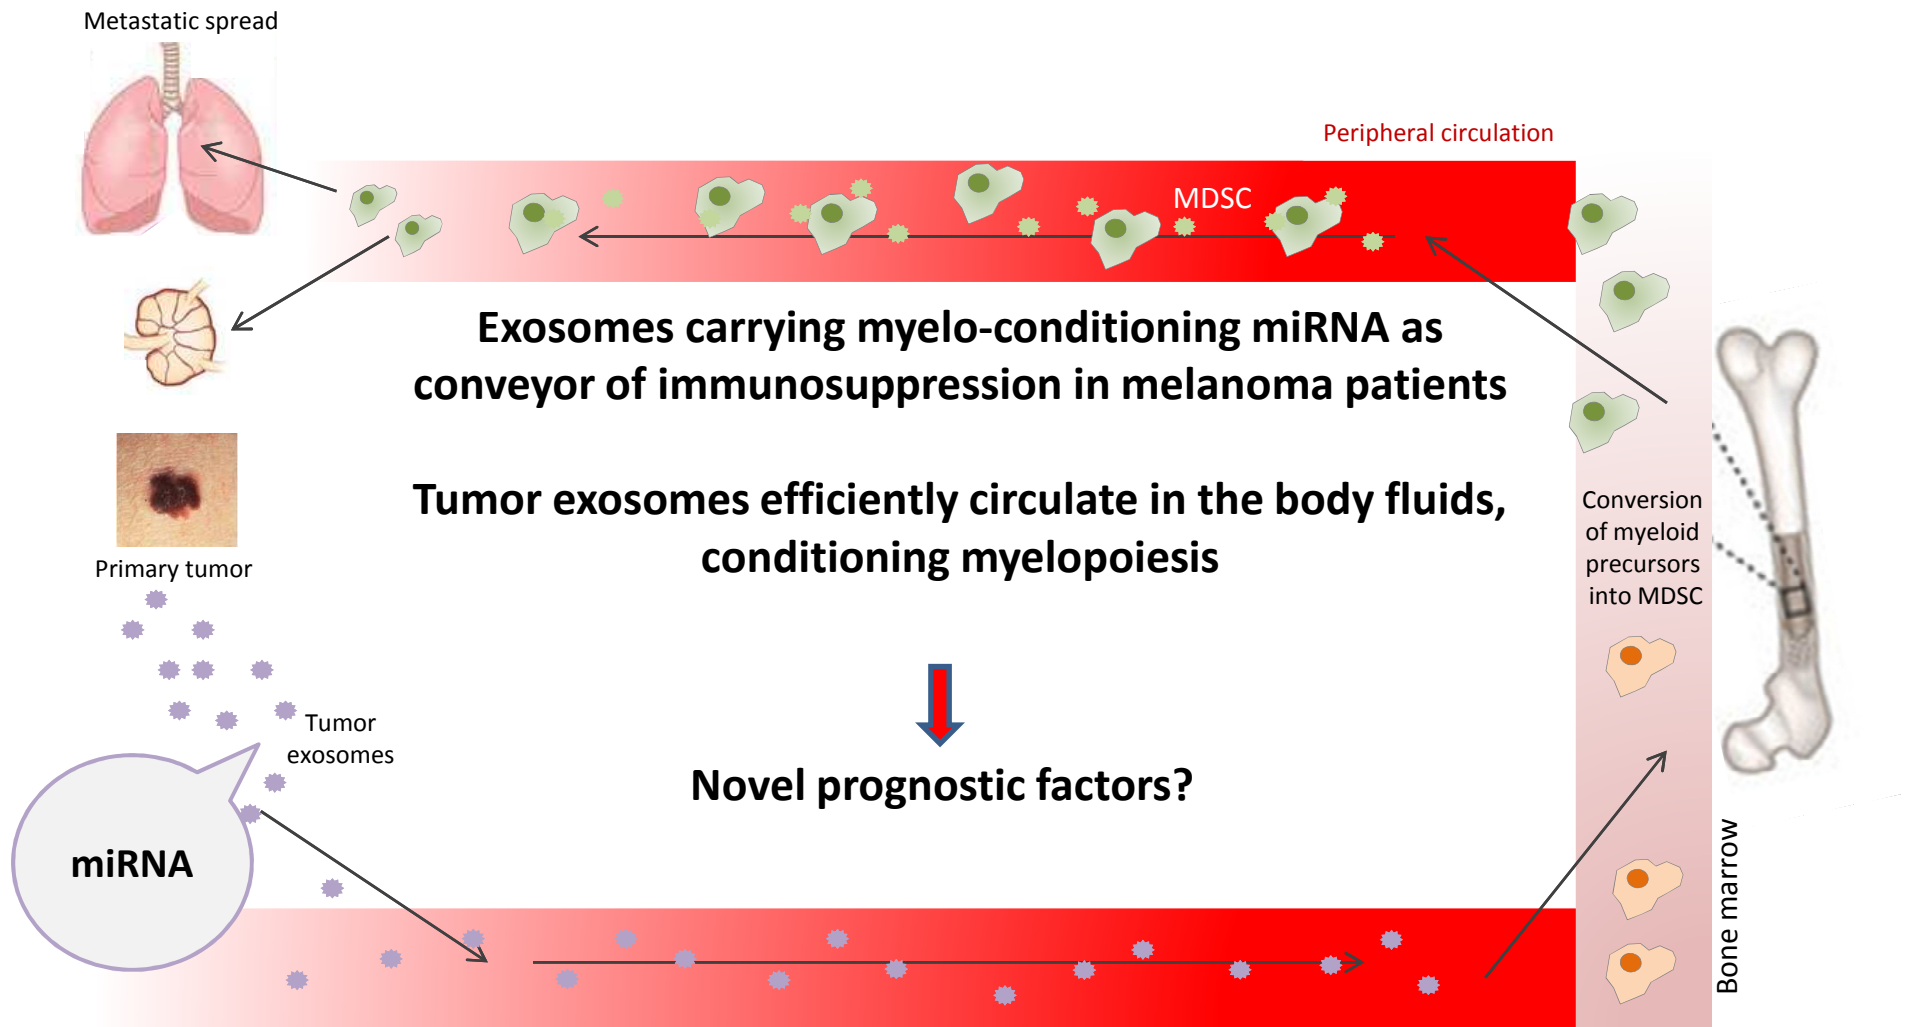 Metastatic spread
Peripheral circulation
MDSC
Exosomes carrying myelo-conditioning miRNA as
conveyor of immunosuppression in melanoma patients
Tumor exosomes efficiently circulate in the body fluids,
conditioning myelopoiesis
Conversion
of myeloid
precursors
into MDSC
Primary tumor
Tumor
exosomes
Novel prognostic factors?
miRNA
Bone marrow